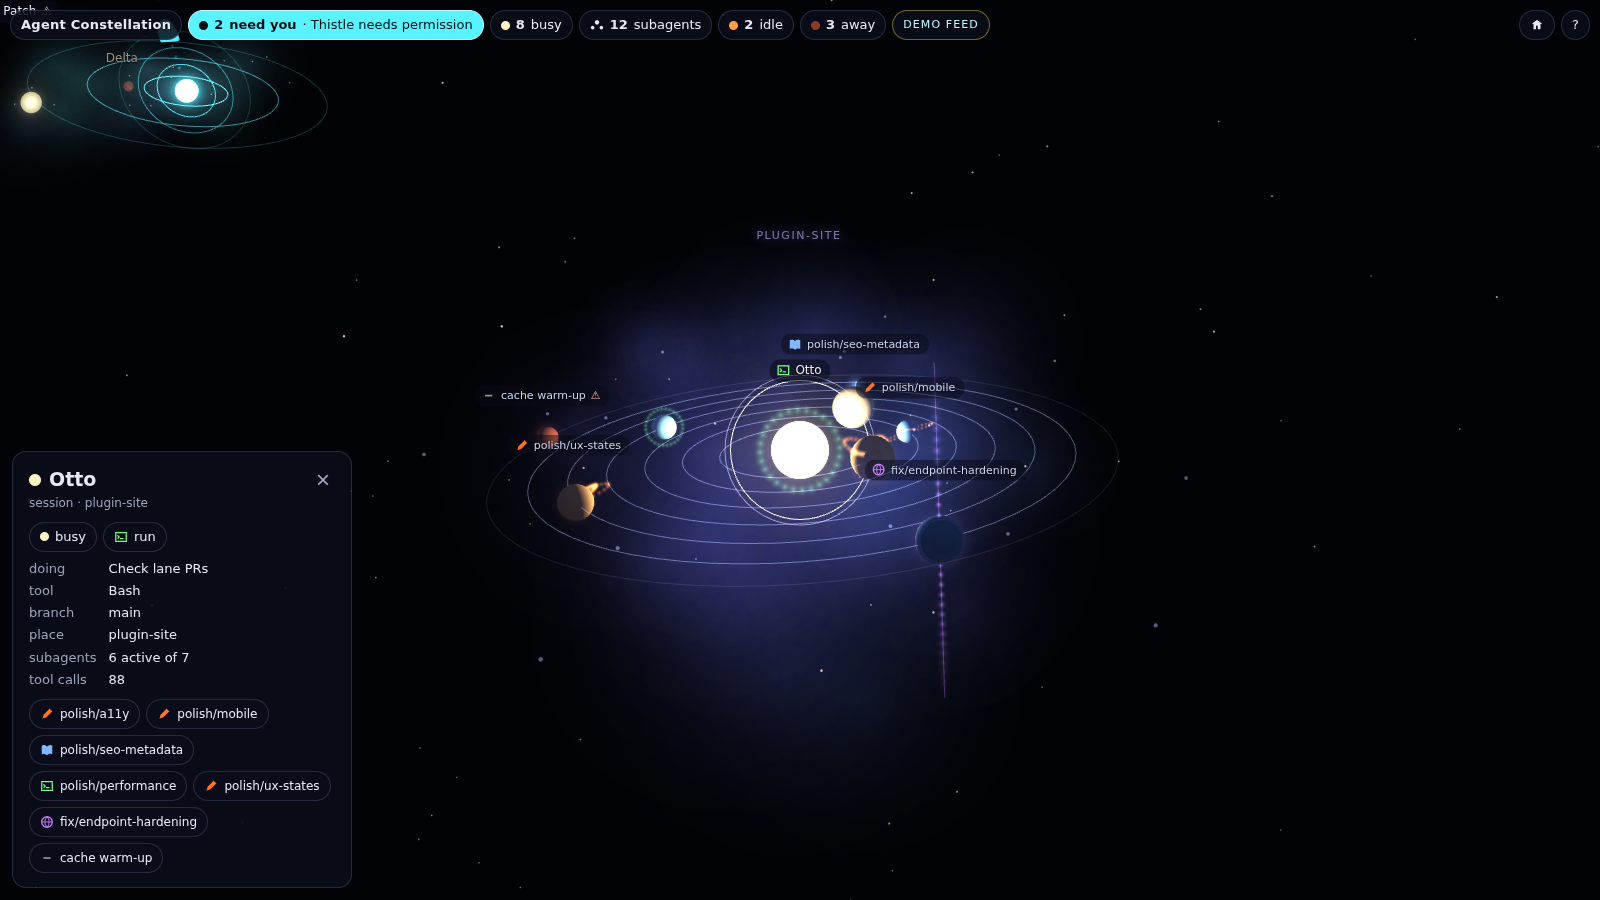 Patch ⚠
Agent Constellation
2 need you · Thistle needs permission
8 busy
12 subagents
2 idle
3 away
DEMO FEED
?
Delta
PLUGIN-SITE
polish/seo-metadata
Otto
polish/mobile
cache warm-up ⚠
polish/ux-states
fix/endpoint-hardening
Otto
session · plugin-site
busy
run
doing Check lane PRs
tool Bash
branch main
place plugin-site
subagents 6 active of 7
tool calls 88
polish/a11y
polish/mobile
polish/seo-metadata
polish/performance
polish/ux-states
fix/endpoint-hardening
cache warm-up